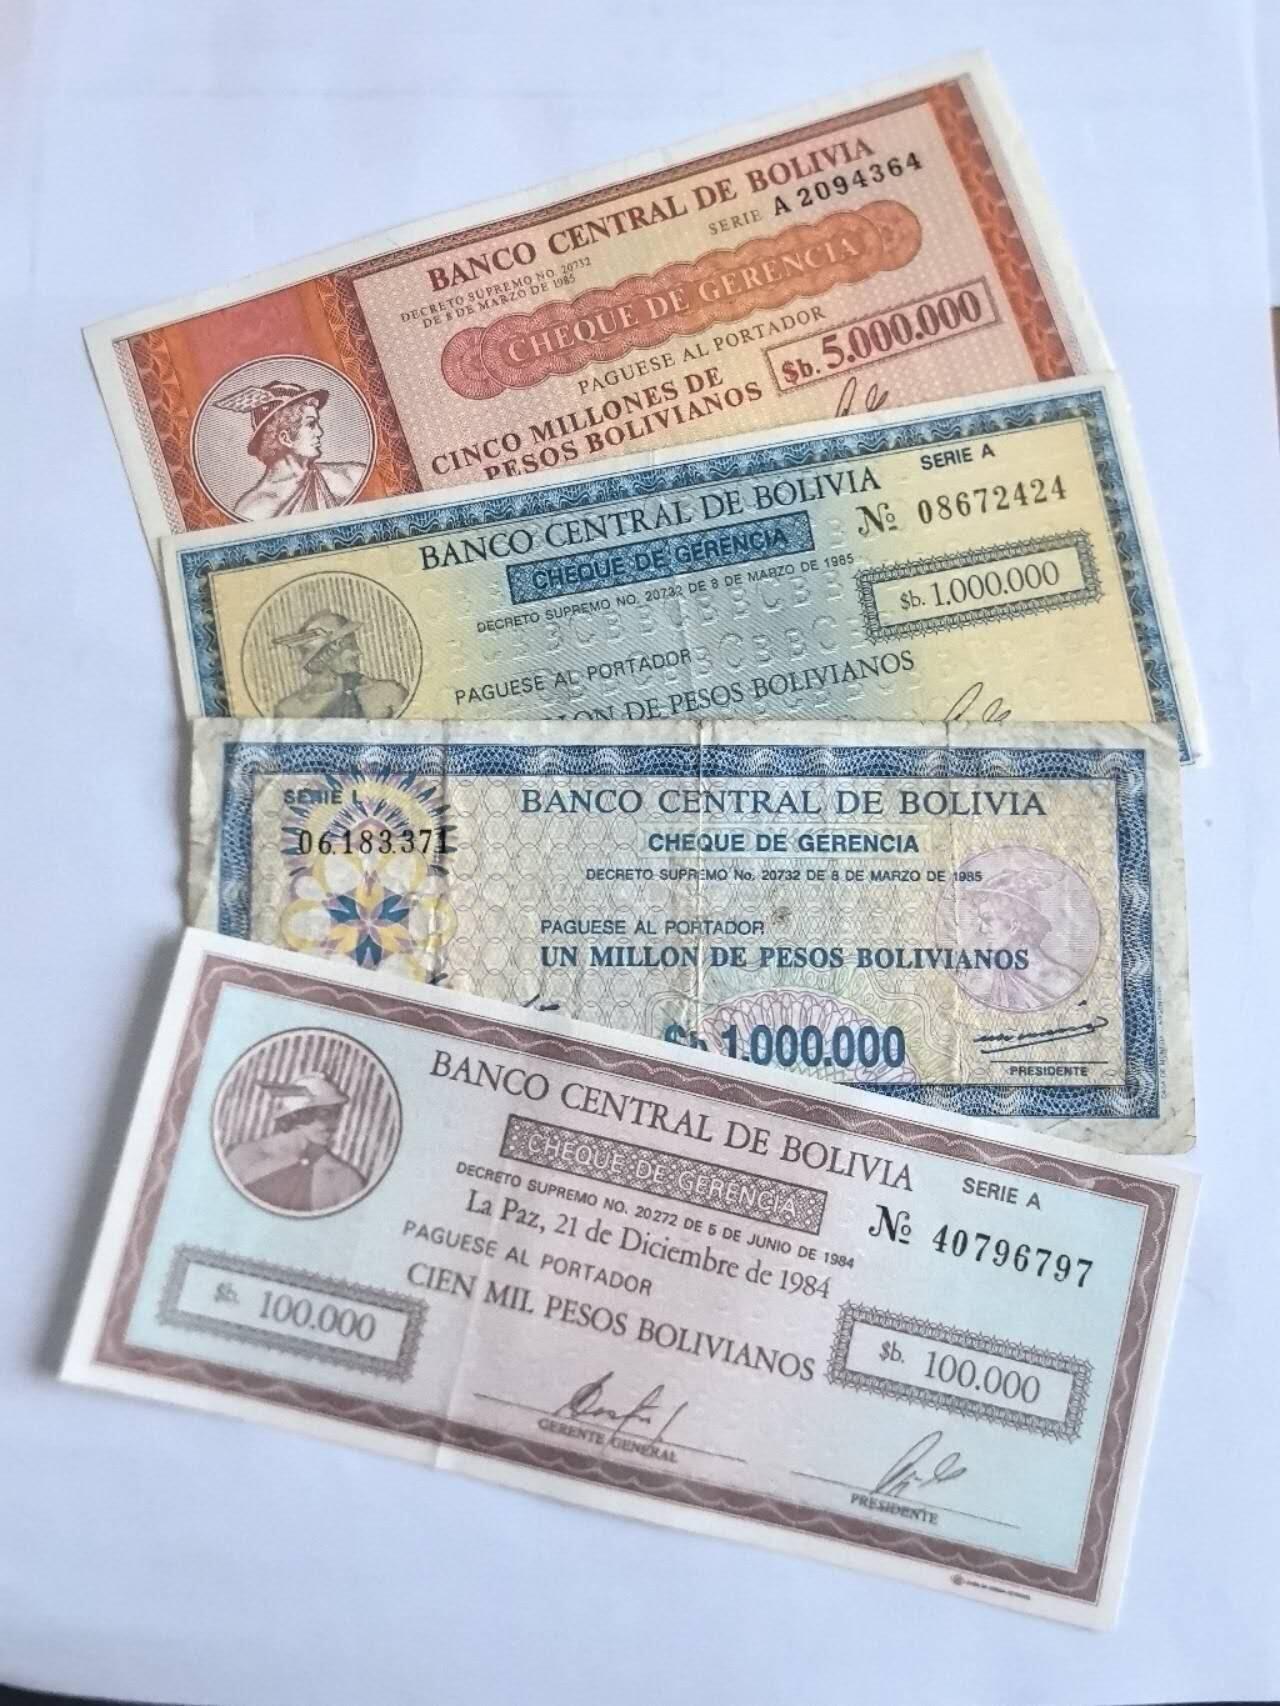 BANCO CENTRAL DE BOLIVIA
SERIE A 2094364
DECRETO SUPREMO NO. 20732
DE 8 DE MARZO DE 1985
CHEQUE DE GERENCIA
PAGUESE AL PORTADOR
$b. 5.000.000
CINCO MILLONES DE
PESOS BOLIVIANOS
BANCO CENTRAL DE BOLIVIA
SERIE A
CHEQUE DE GERENCIA
Nº 08672424
DECRETO SUPREMO NO. 20732 DE 8 DE MARZO DE 1985
$b. 1.000.000
PAGUESE AL PORTADOR
DE PESOS BOLIVIANOS
SERIE L
06.183.371
BANCO CENTRAL DE BOLIVIA
CHEQUE DE GERENCIA
DECRETO SUPREMO No. 20732 DE 8 DE MARZO DE 1985
PAGUESE AL PORTADOR
UN MILLON DE PESOS BOLIVIANOS
$b 1.000.000
PRESIDENTE
BANCO CENTRAL DE BOLIVIA
SERIE A
CHEQUE DE GERENCIA
Nº 40796797
DECRETO SUPREMO NO. 20272 DE 5 DE JUNIO DE 1984
La Paz, 21 de Diciembre de 1984
PAGUESE AL PORTADOR
CIEN MIL PESOS BOLIVIANOS
$b. 100.000
$b. 100.000
GERENTE GENERAL
PRESIDENTE